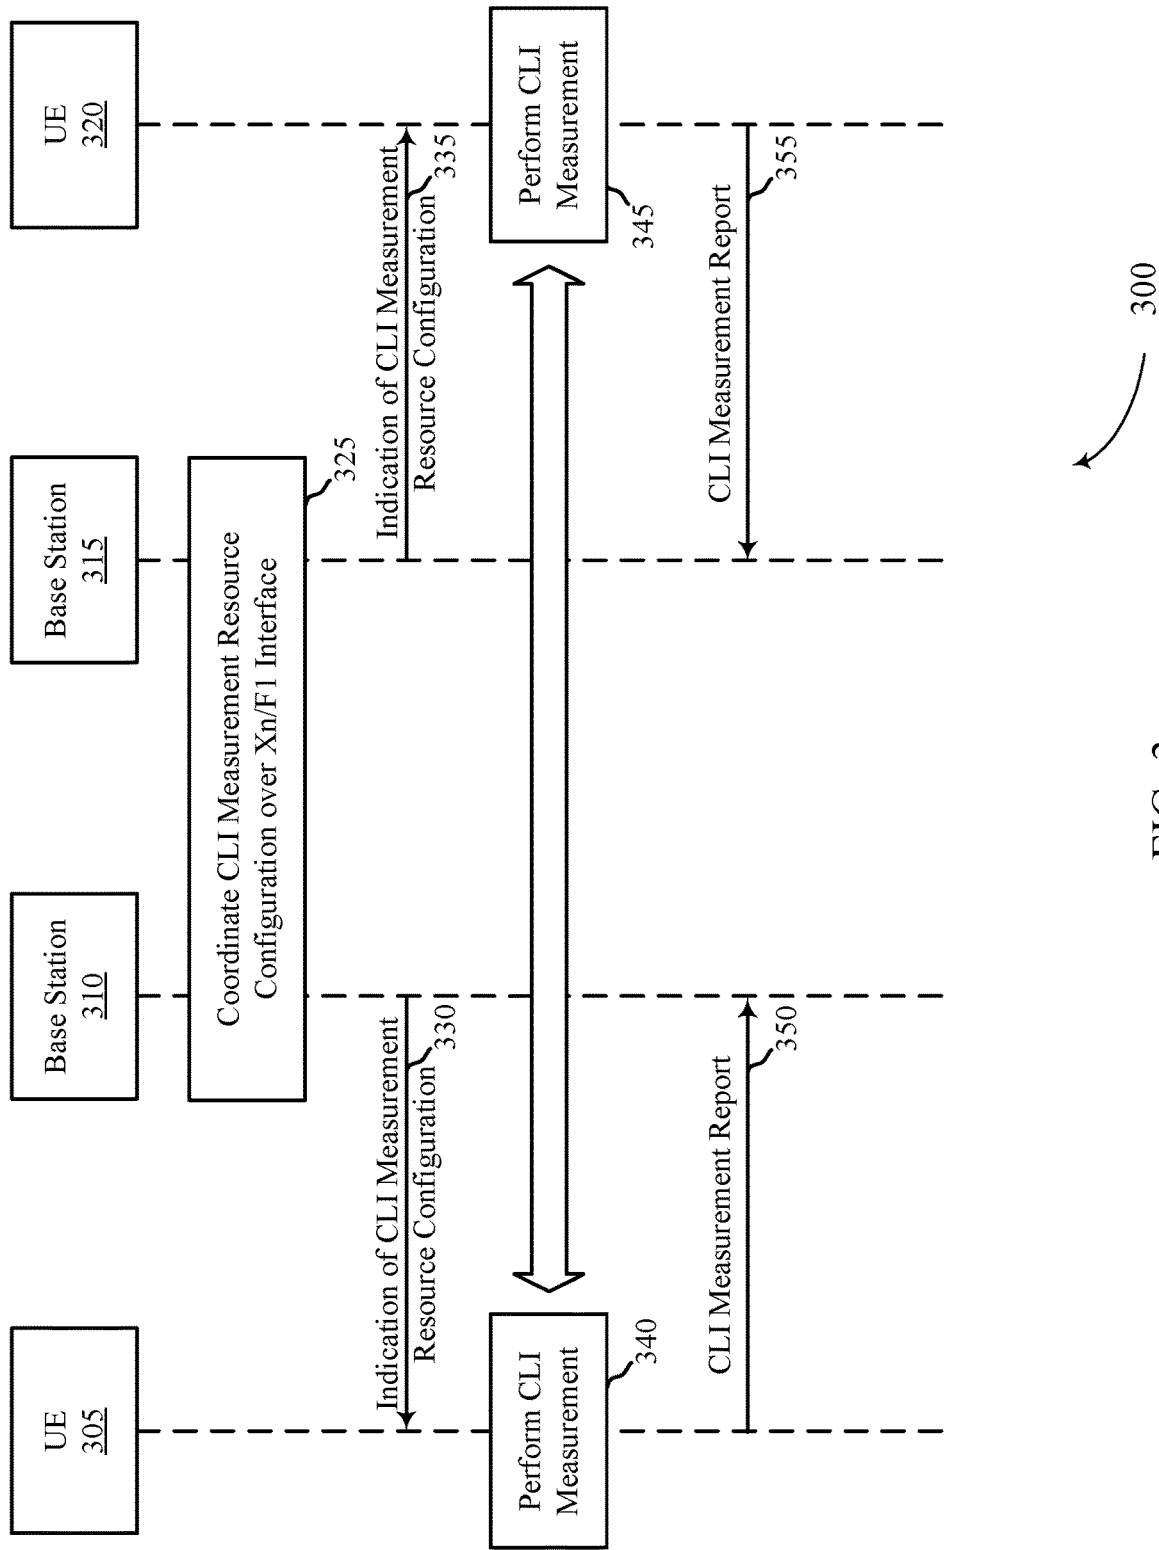 UE
305
Base Station
310
Base Station
315
UE
320
Coordinate CLI Measurement Resource
Configuration over Xn/F1 Interface
325
Indication of CLI Measurement
Resource Configuration
330
Indication of CLI Measurement
Resource Configuration
335
Perform CLI
Measurement
340
Perform CLI
Measurement
345
CLI Measurement Report
350
CLI Measurement Report
355
300